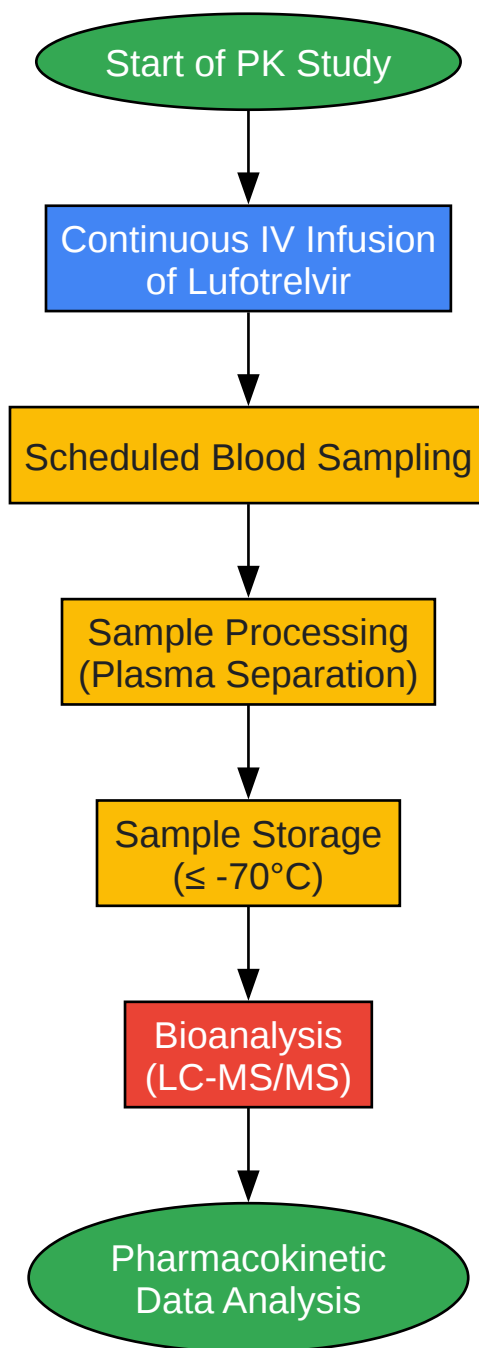 Start of PK Study
Continuous IV Infusion
of Lufotrelvir
Scheduled Blood Sampling
Sample Processing
(Plasma Separation)
Sample Storage
(≤ -70°C)
Bioanalysis
(LC-MS/MS)
Pharmacokinetic
Data Analysis